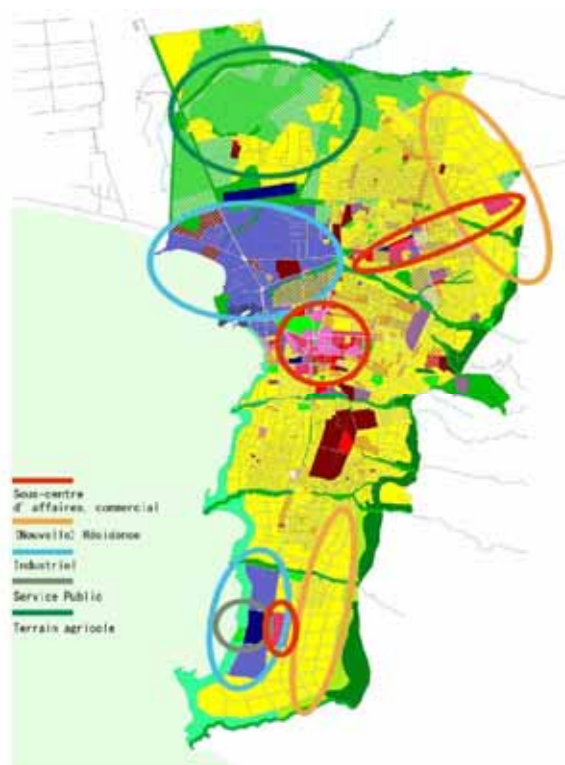 Sous-centre
d' affaires, commercial
(Nouvelle) Résidence
Industriel
Service Public
Terrain agricole